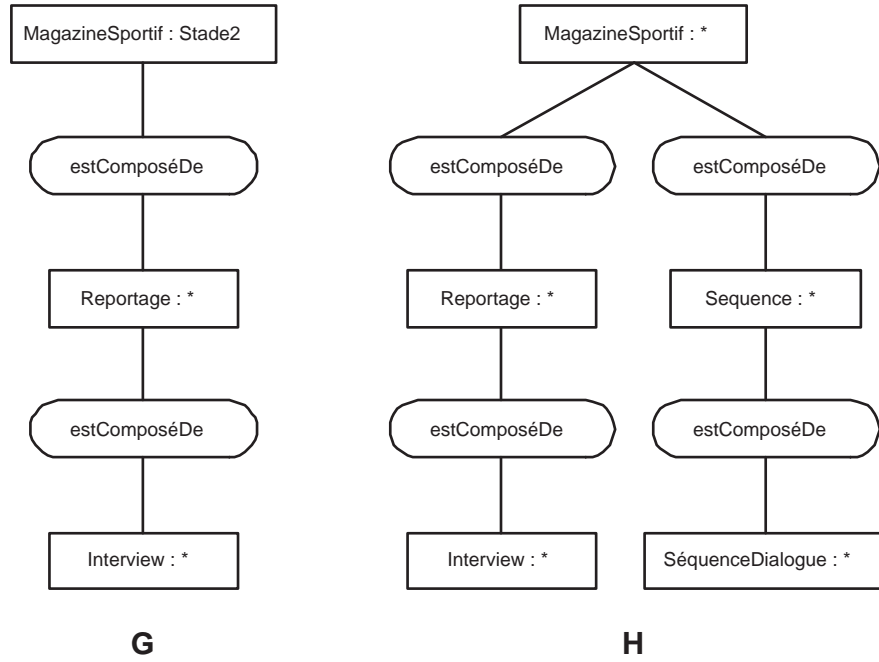 MagazineSportif : Stade2
MagazineSportif : *
estComposéDe
estComposéDe
estComposéDe
Reportage : *
Reportage : *
Sequence : *
estComposéDe
estComposéDe
estComposéDe
Interview : *
Interview : *
SéquenceDialogue : *
G
H